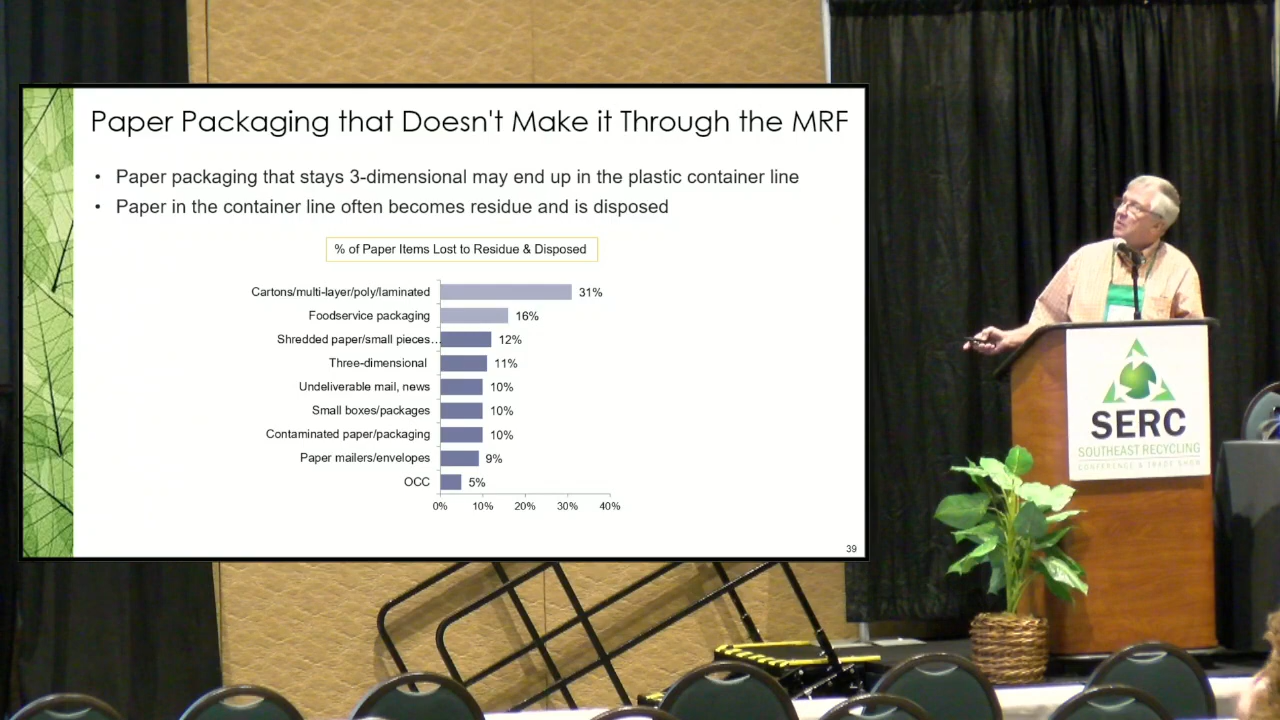 Paper Packaging that Doesn't Make it Through the MRF
• Paper packaging that stays 3-dimensional may end up in the plastic container line
• Paper in the container line often becomes residue and is disposed
% of Paper Items Lost to Residue & Disposed
Cartons/multi-layer/poly/laminated 31%
Foodservice packaging 16%
Shredded paper/small pieces… 12%
Three-dimensional 11%
Undeliverable mail, news 10%
Small boxes/packages 10%
Contaminated paper/packaging 10%
Paper mailers/envelopes 9%
OCC 5%
0% 10% 20% 30% 40%
39
SERC
SOUTHEAST RECYCLING
CONFERENCE & TRADE SHOW